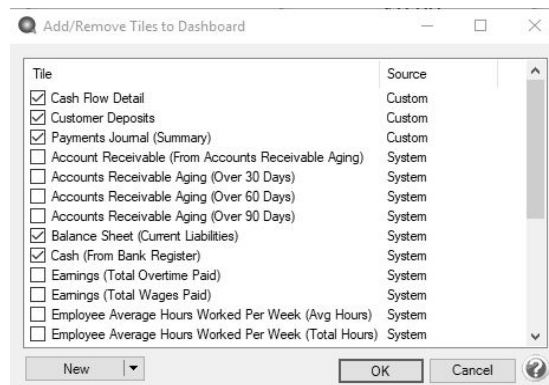 Add/Remove Tiles to Dashboard
Tile Source
Cash Flow Detail Custom
Customer Deposits Custom
Payments Journal (Summary) Custom
Account Receivable (From Accounts Receivable Aging) System
Accounts Receivable Aging (Over 30 Days) System
Accounts Receivable Aging (Over 60 Days) System
Accounts Receivable Aging (Over 90 Days) System
Balance Sheet (Current Liabilities) System
Cash (From Bank Register) System
Earnings (Total Overtime Paid) System
Earnings (Total Wages Paid) System
Employee Average Hours Worked Per Week (Avg Hours) System
Employee Average Hours Worked Per Week (Total Hours) System
New OK Cancel ?